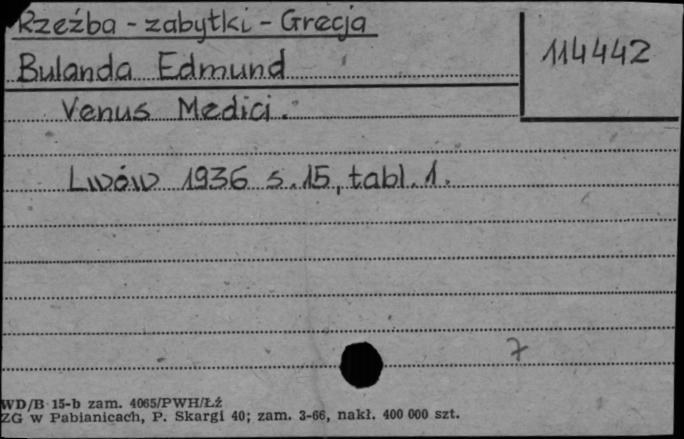 Rzeźba - zabytki - Grecja
114442
Bulanda Edmund
Venus Medici.
Lwów 1936 s. 15, tabl. 1.
7
WD/B 15-b zam. 4065/PWH/ŁŹ
ZG w Pabianicach, P. Skargi 40; zam. 3-66, nakł. 400 000 szt.